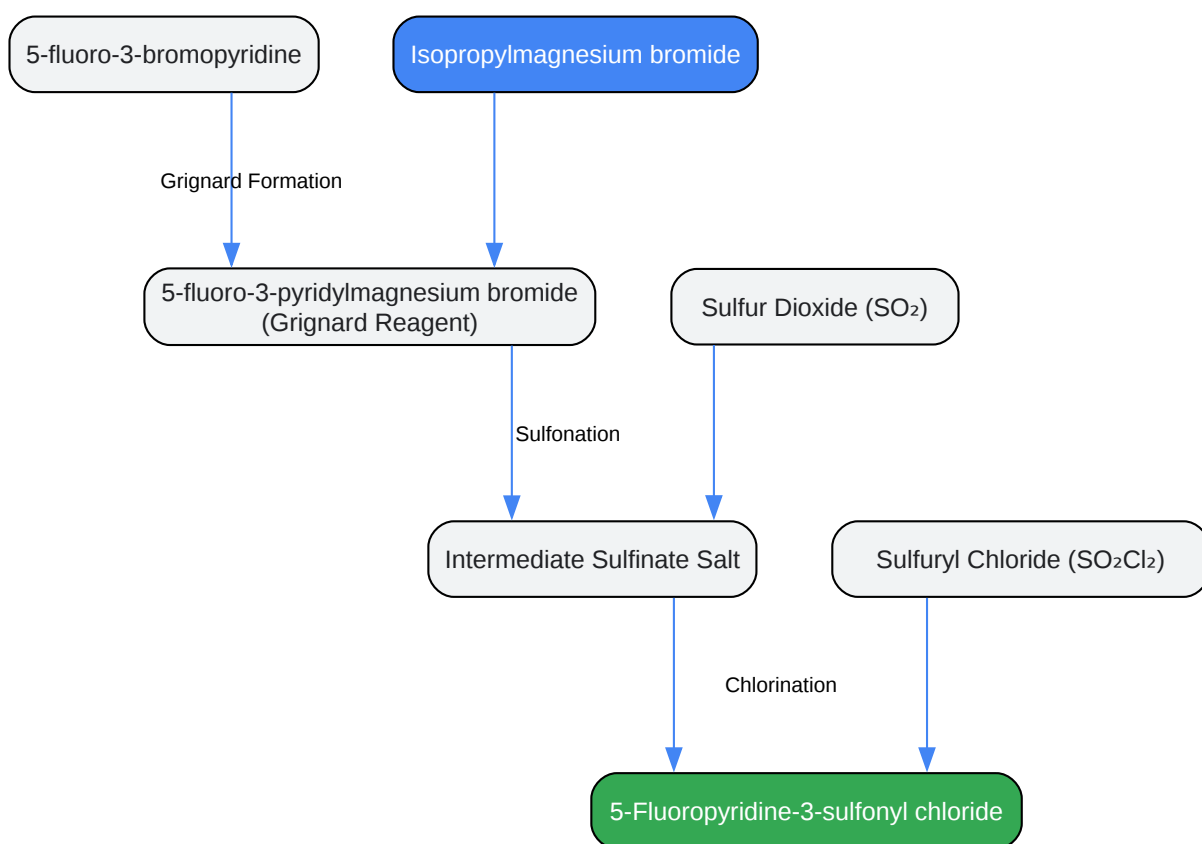 5-fluoro-3-bromopyridine
Isopropylmagnesium bromide
Grignard Formation
5-fluoro-3-pyridylmagnesium bromide
(Grignard Reagent)
Sulfur Dioxide (SO₂)
Sulfonation
Intermediate Sulfinate Salt
Sulfuryl Chloride (SO₂Cl₂)
Chlorination
5-Fluoropyridine-3-sulfonyl chloride